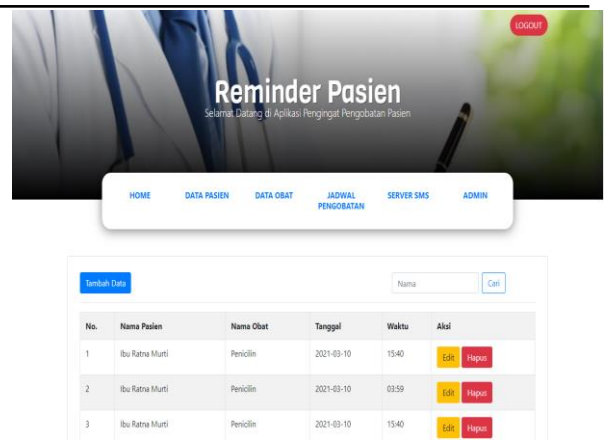 LOGOUT
Reminder Pasien
Selamat Datang di Aplikasi Pengingat Pengobatan Pasien
HOME DATA PASIEN DATA OBAT JADWAL PENGOBATAN SERVER SMS ADMIN
Tambah Data Nama Cari
No. Nama Pasien Nama Obat Tanggal Waktu Aksi
1 Ibu Ratna Murti Penicilin 2021-03-10 15:40 Edit Hapus
2 Ibu Ratna Murti Penicilin 2021-03-10 03:59 Edit Hapus
3 Ibu Ratna Murti Penicilin 2021-03-10 15:40 Edit Hapus